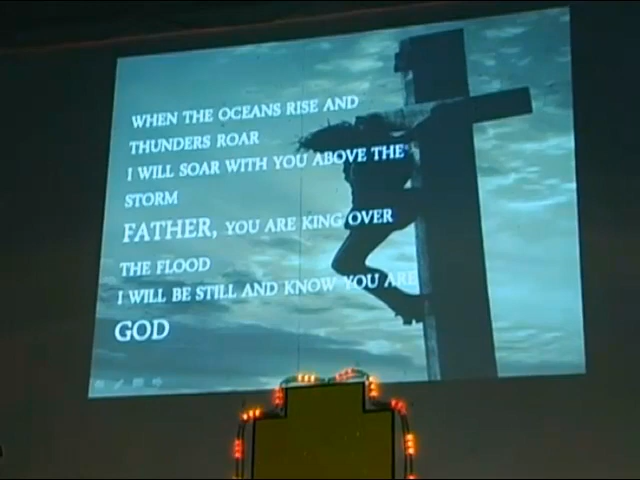 WHEN THE OCEANS RISE AND
THUNDERS ROAR
I WILL SOAR WITH YOU ABOVE THE
STORM
FATHER, YOU ARE KING OVER
THE FLOOD
I WILL BE STILL AND KNOW YOU ARE
GOD